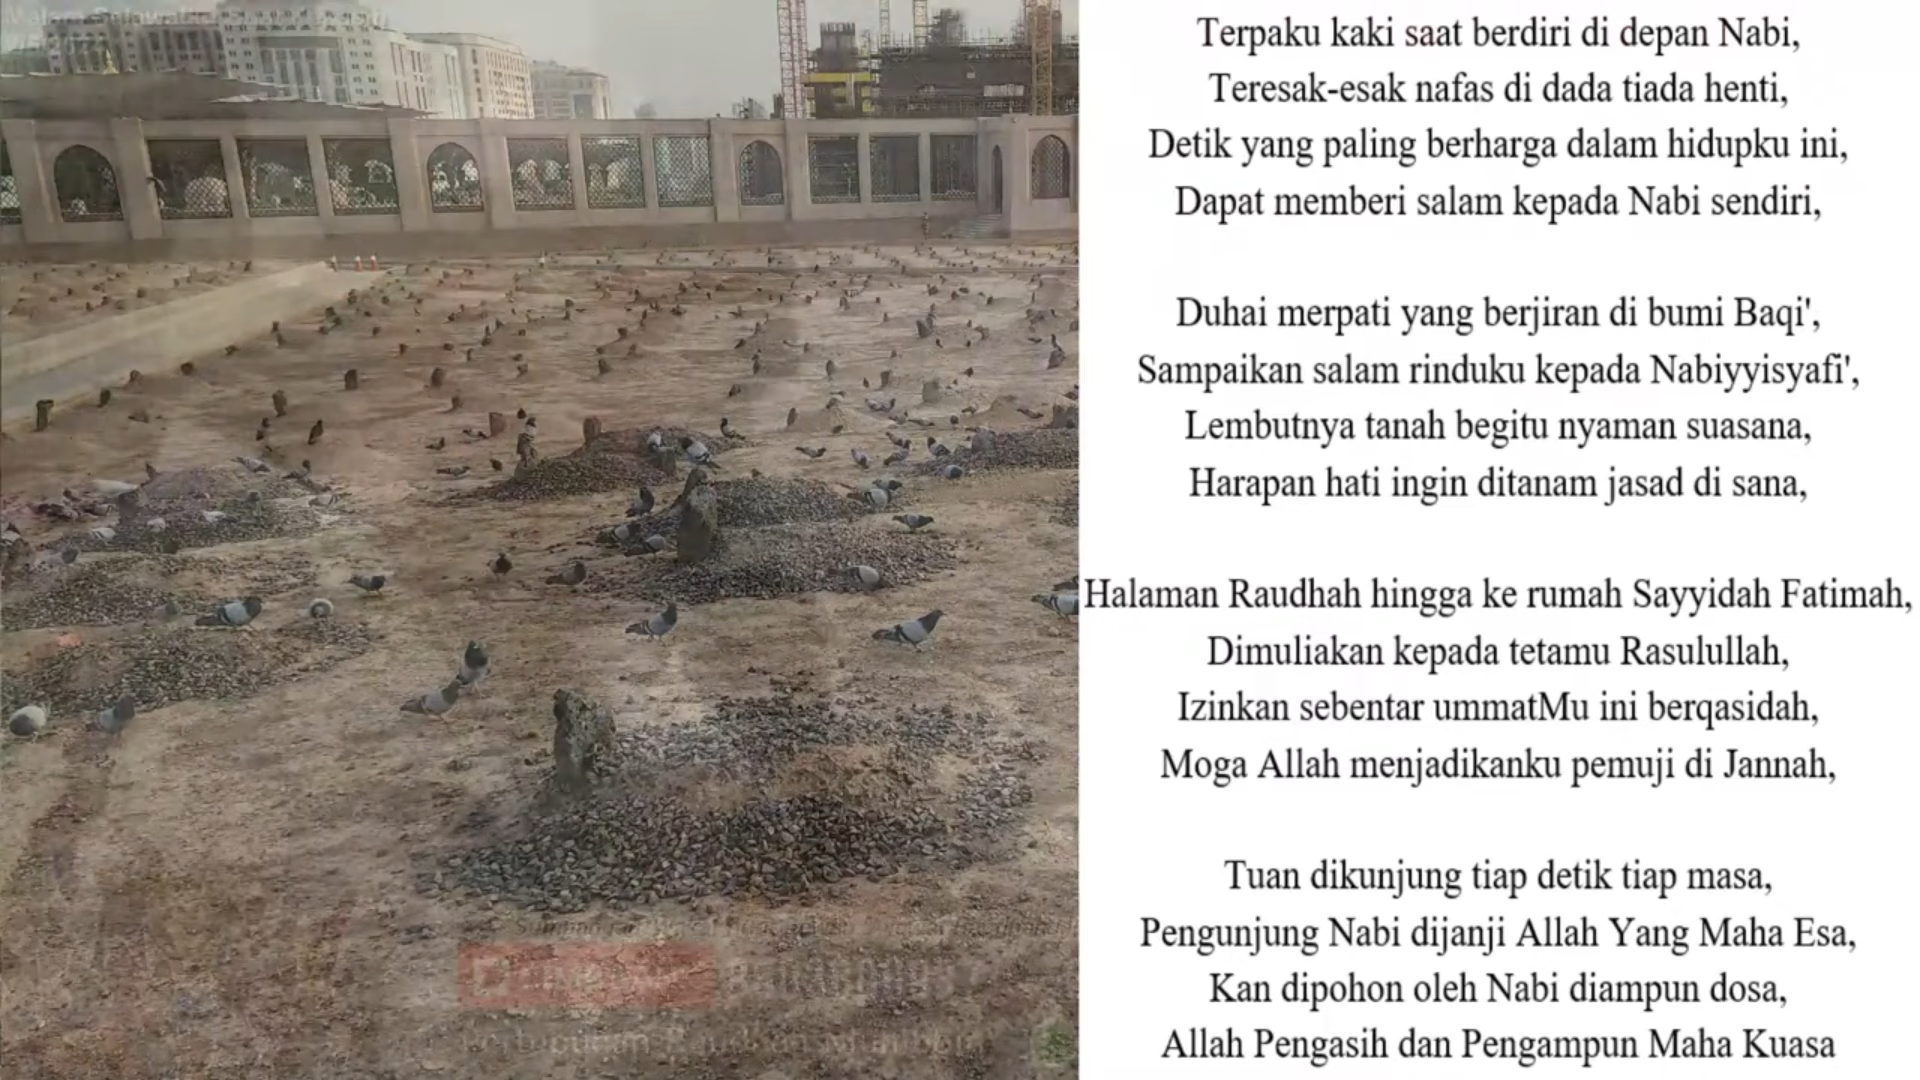 Terpaku kaki saat berdiri di depan Nabi,
Teresak-esak nafas di dada tiada henti,
Detik yang paling berharga dalam hidupku ini,
Dapat memberi salam kepada Nabi sendiri,
Duhai merpati yang berjiran di bumi Baqi',
Sampaikan salam rinduku kepada Nabiyyisyafi',
Lembutnya tanah begitu nyaman suasana,
Harapan hati ingin ditanam jasad di sana,
Halaman Raudhah hingga ke rumah Sayyidah Fatimah,
Dimuliakan kepada tetamu Rasulullah,
Izinkan sebentar ummatMu ini berqasidah,
Moga Allah menjadikanku pemuji di Jannah,
Tuan dikunjung tiap detik tiap masa,
Pengunjung Nabi dijanji Allah Yang Maha Esa,
Kan dipohon oleh Nabi diampun dosa,
Allah Pengasih dan Pengampun Maha Kuasa